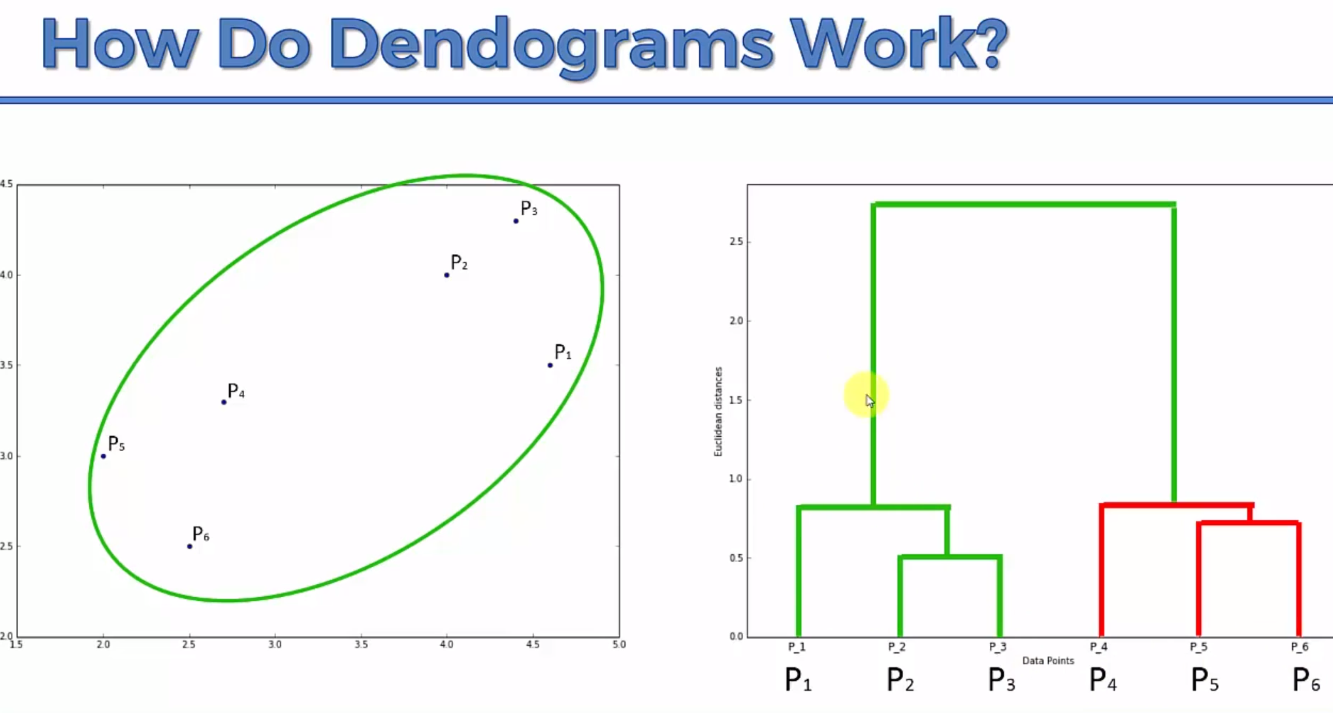 How Do Dendograms Work?
4.5
4.0
3.5
3.0
2.5
2.0
1.5
2.0
2.5
3.0
3.5
4.0
4.5
5.0
P3
P2
P1
P4
P5
P6
Euclidean distances
2.5
2.0
1.5
1.0
0.5
0.0
P_1 P_2 P_3 P_4 P_5 P_6
Data Points
P1 P2 P3 P4 P5 P6